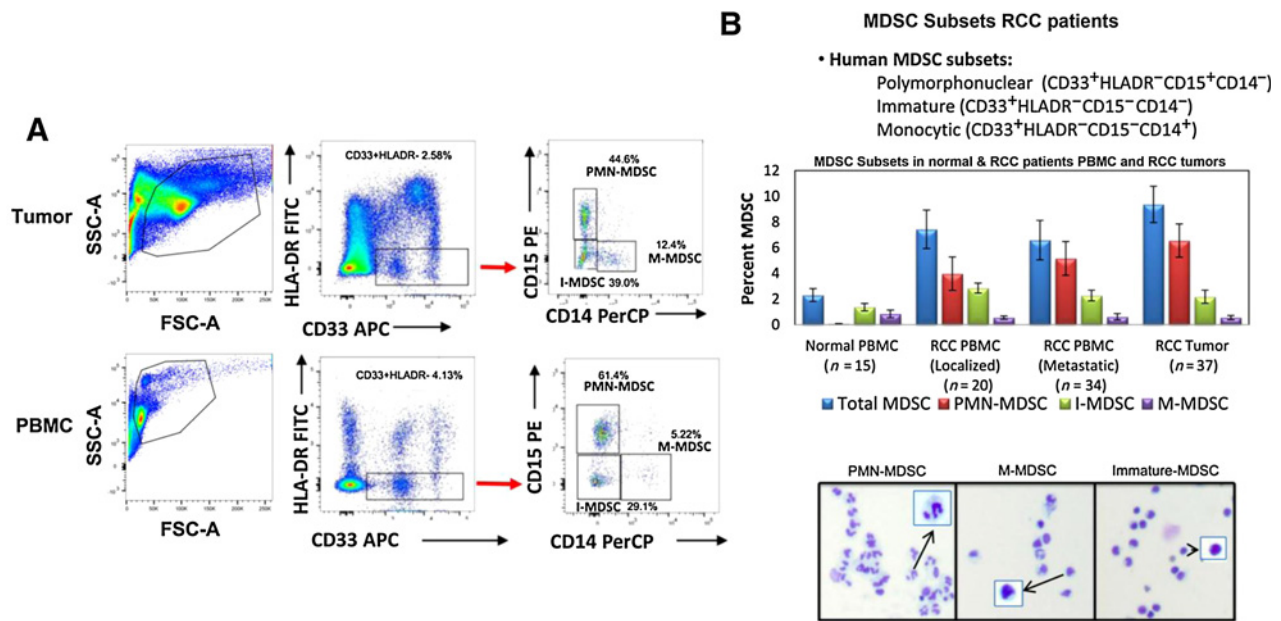 A
Tumor
SSC-A
FSC-A
HLA-DR FITC
CD33+HLADR- 2.58%
CD33 APC
CD15 PE
44.6%
PMN-MDSC
12.4%
M-MDSC
I-MDSC 39.0%
CD14 PerCP
PBMC
SSC-A
FSC-A
HLA-DR FITC
CD33+HLADR- 4.13%
CD33 APC
CD15 PE
61.4%
PMN-MDSC
5.22%
M-MDSC
I-MDSC 29.1%
CD14 PerCP
B
MDSC Subsets RCC patients
• Human MDSC subsets:
Polymorphonuclear (CD33⁺HLADR⁻CD15⁺CD14⁻)
Immature (CD33⁺HLADR⁻CD15⁻CD14⁻)
Monocytic (CD33⁺HLADR⁻CD15⁻CD14⁺)
MDSC Subsets in normal & RCC patients PBMC and RCC tumors
Percent MDSC
12
10
8
6
4
2
0
Normal PBMC
(n = 15)
RCC PBMC
(Localized)
(n = 20)
RCC PBMC
(Metastatic)
(n = 34)
RCC Tumor
(n = 37)
Total MDSC PMN-MDSC I-MDSC M-MDSC
PMN-MDSC M-MDSC Immature-MDSC